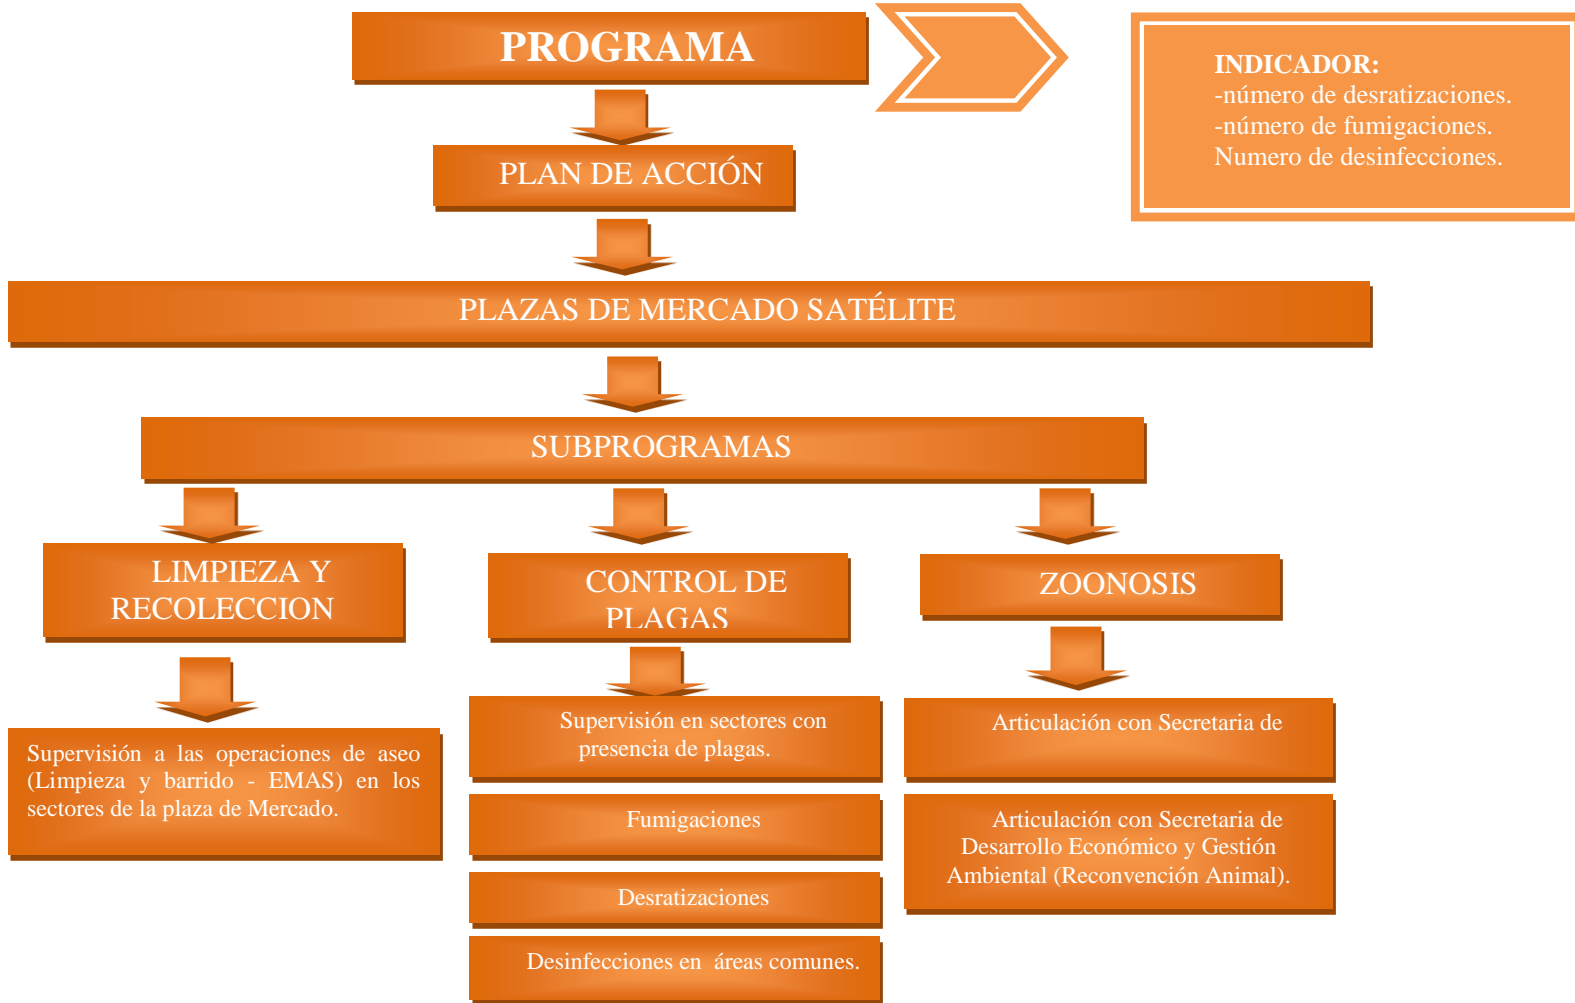 PROGRAMA
INDICADOR:
-número de desratizaciones.
-número de fumigaciones.
Numero de desinfecciones.
PLAN DE ACCIÓN
PLAZAS DE MERCADO SATÉLITE
SUBPROGRAMAS
LIMPIEZA Y
RECOLECCION
CONTROL DE
PLAGAS
ZOONOSIS
Supervisión a las operaciones de aseo
(Limpieza y barrido - EMAS) en los
sectores de la plaza de Mercado.
Supervisión en sectores con
presencia de plagas.
Fumigaciones
Desratizaciones
Desinfecciones en áreas comunes.
Articulación con Secretaria de
Articulación con Secretaria de
Desarrollo Económico y Gestión
Ambiental (Reconvención Animal).